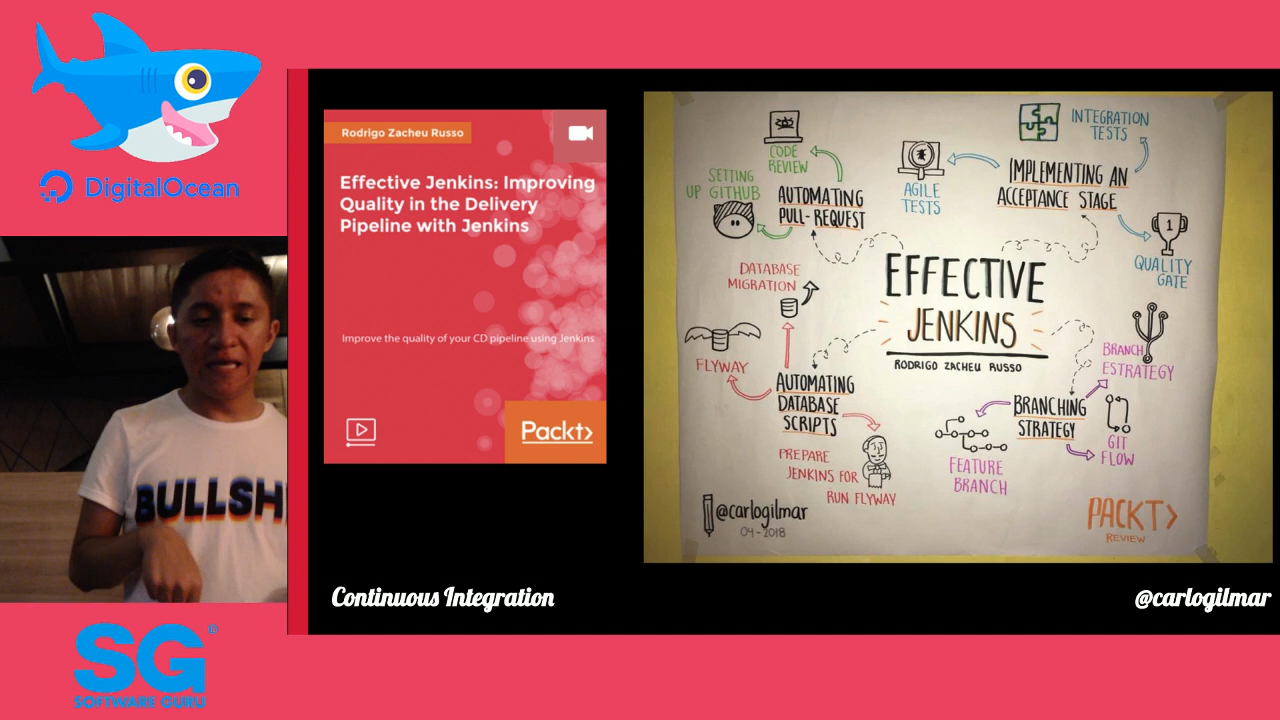 DigitalOcean
BULLSH
SG®
SOFTWARE GURU
Rodrigo Zacheu Russo
Effective Jenkins: Improving
Quality in the Delivery
Pipeline with Jenkins
Improve the quality of your CD pipeline using Jenkins
Packt>
CODE
REVIEW
SETTING
UP GITHUB
AUTOMATING
PULL-REQUEST
AGILE
TESTS
INTEGRATION
TESTS
IMPLEMENTING AN
ACCEPTANCE STAGE
1
QUALITY
GATE
EFFECTIVE
JENKINS
RODRIGO ZACHEU RUSSO
DATABASE
MIGRATION
FLYWAY
AUTOMATING
DATABASE
SCRIPTS
PREPARE
JENKINS FOR
RUN FLYWAY
BRANCH
ESTRATEGY
BRANCHING
STRATEGY
GIT
FLOW
FEATURE
BRANCH
@carlogilmar
04-2018
PACKT>
REVIEW
Continuous Integration
@carlogilmar